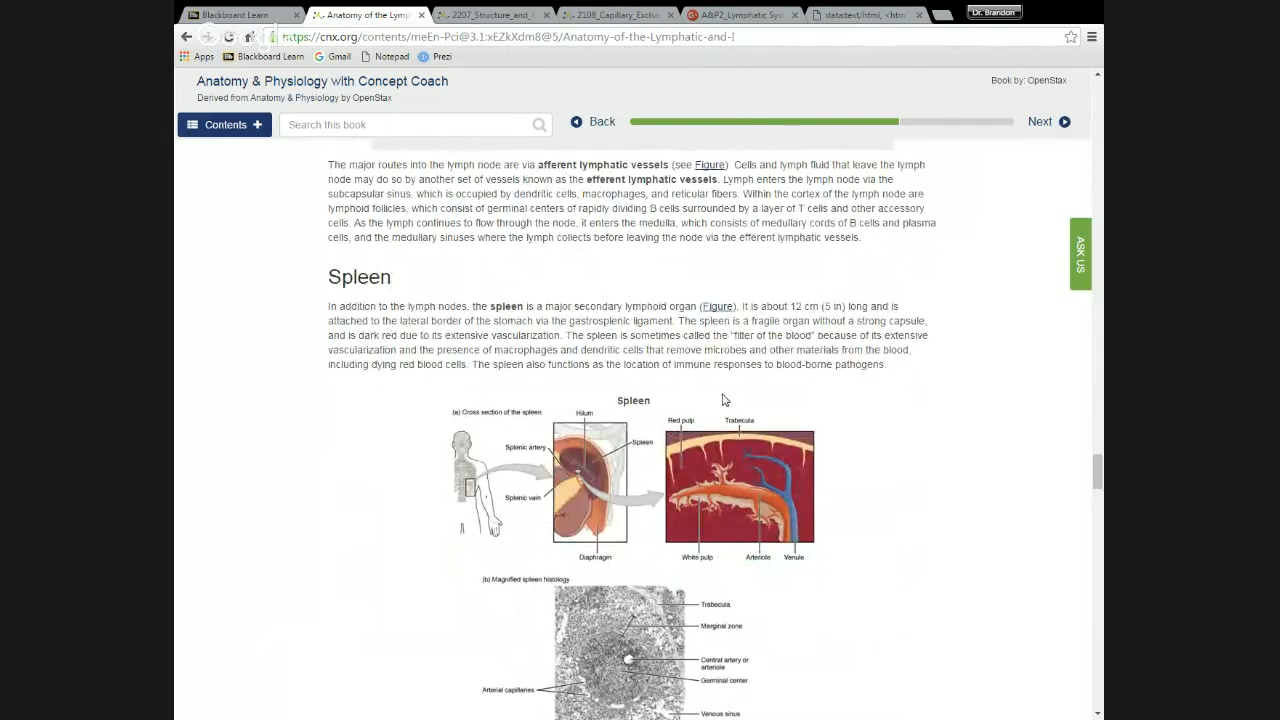 Blackboard Learn
Anatomy of the Lymp
2207_Structure_and_
2108_Capillary_Excha
A&P2_Lymphatic Sys
data:text/html, <htm
Dr. Brandon
https://cnx.org/contents/meEn-Pci@3.1:xEZkXdm8@5/Anatomy-of-the-Lymphatic-and-I
Apps Blackboard Learn Gmail Notepad Prezi
Anatomy & Physiology with Concept Coach
Book by: OpenStax
Derived from Anatomy & Physiology by OpenStax
Contents +
Search this book
Back
Next
The major routes into the lymph node are via afferent lymphatic vessels (see Figure). Cells and lymph fluid that leave the lymph
node may do so by another set of vessels known as the efferent lymphatic vessels. Lymph enters the lymph node via the
subcapsular sinus, which is occupied by dendritic cells, macrophages, and reticular fibers. Within the cortex of the lymph node are
lymphoid follicles, which consist of germinal centers of rapidly dividing B cells surrounded by a layer of T cells and other accessory
cells. As the lymph continues to flow through the node, it enters the medulla, which consists of medullary cords of B cells and plasma
cells, and the medullary sinuses where the lymph collects before leaving the node via the efferent lymphatic vessels.
ASK US
Spleen
In addition to the lymph nodes, the spleen is a major secondary lymphoid organ (Figure). It is about 12 cm (5 in) long and is
attached to the lateral border of the stomach via the gastrosplenic ligament. The spleen is a fragile organ without a strong capsule,
and is dark red due to its extensive vascularization. The spleen is sometimes called the “filter of the blood” because of its extensive
vascularization and the presence of macrophages and dendritic cells that remove microbes and other materials from the blood,
including dying red blood cells. The spleen also functions as the location of immune responses to blood-borne pathogens.
Spleen
(a) Cross section of the spleen
Hilum
Splenic artery
Spleen
Splenic vein
Diaphragm
Red pulp
Trabecula
White pulp
Arteriole
Venule
(b) Magnified spleen histology
Trabecula
Marginal zone
Central artery or
arteriole
Germinal center
Arterial capillaries
Venous sinus